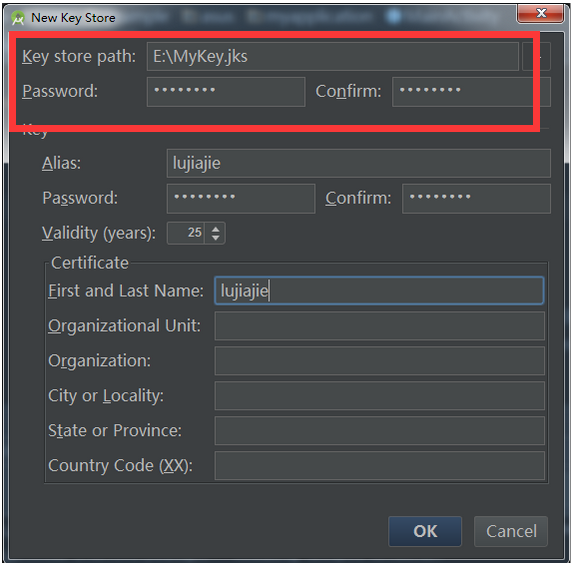 New Key Store
Key store path: E:\MyKey.jks
Password: •••••••• Confirm: ••••••••
Key
Alias: lujiajie
Password: •••••••• Confirm: ••••••••
Validity (years): 25
Certificate
First and Last Name: lujiajie
Organizational Unit:
Organization:
City or Locality:
State or Province:
Country Code (XX):
OK Cancel